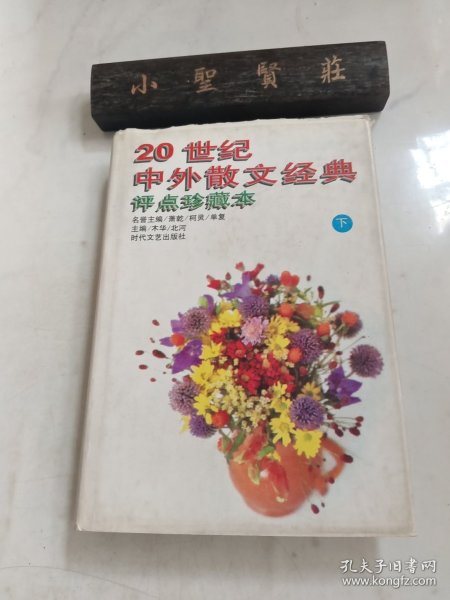 小聖賢莊
20世纪
中外散文经典
评点珍藏本
名誉主编/萧乾/柯灵/单复
主编/木华/北河
时代文艺出版社
下
孔夫子旧书网
www.kongfz.com